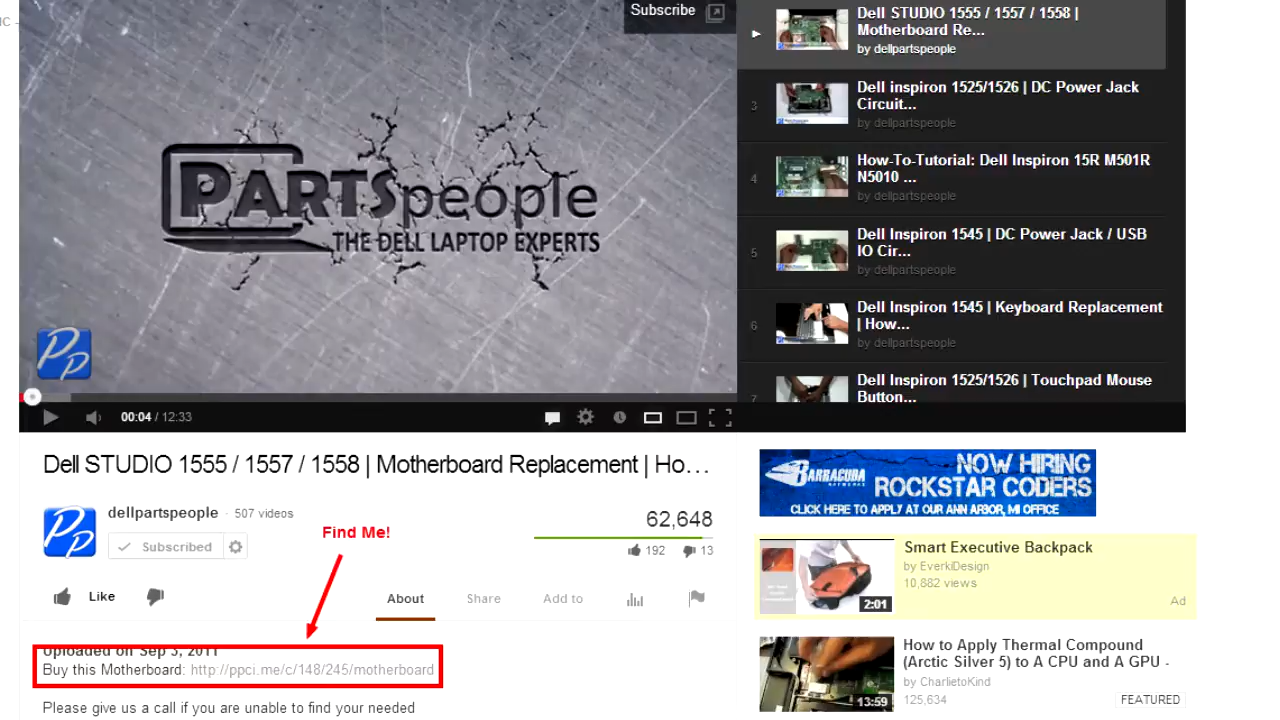 IC -
Subscribe
PARTSpeople
THE DELL LAPTOP EXPERTS
PP
00:04 / 12:33
Dell STUDIO 1555 / 1557 / 1558 |
Motherboard Re...
by dellpartspeople
3
Dell inspiron 1525/1526 | DC Power Jack
Circuit...
by dellpartspeople
4
How-To-Tutorial: Dell Inspiron 15R M501R
N5010 ...
by dellpartspeople
5
Dell Inspiron 1545 | DC Power Jack / USB
IO Cir...
by dellpartspeople
6
Dell Inspiron 1545 | Keyboard Replacement
| How...
by dellpartspeople
7
Dell Inspiron 1525/1526 | Touchpad Mouse
Button...
Dell STUDIO 1555 / 1557 / 1558 | Motherboard Replacement | Ho...
PP
dellpartspeople · 507 videos
Subscribed
Find Me!
62,648
192 13
Like
About Share Add to
Uploaded on Sep 3, 2011
Buy this Motherboard: http://ppci.me/c/148/245/motherboard
Please give us a call if you are unable to find your needed
BARRACUDA
NETWORKS
NOW HIRING
ROCKSTAR CODERS
CLICK HERE TO APPLY AT OUR ANN ARBOR, MI OFFICE
Smart Executive Backpack
by EverkiDesign
10,882 views
2:01
Ad
How to Apply Thermal Compound
(Arctic Silver 5) to A CPU and A GPU -
by CharlietoKind
125,634
13:59
FEATURED